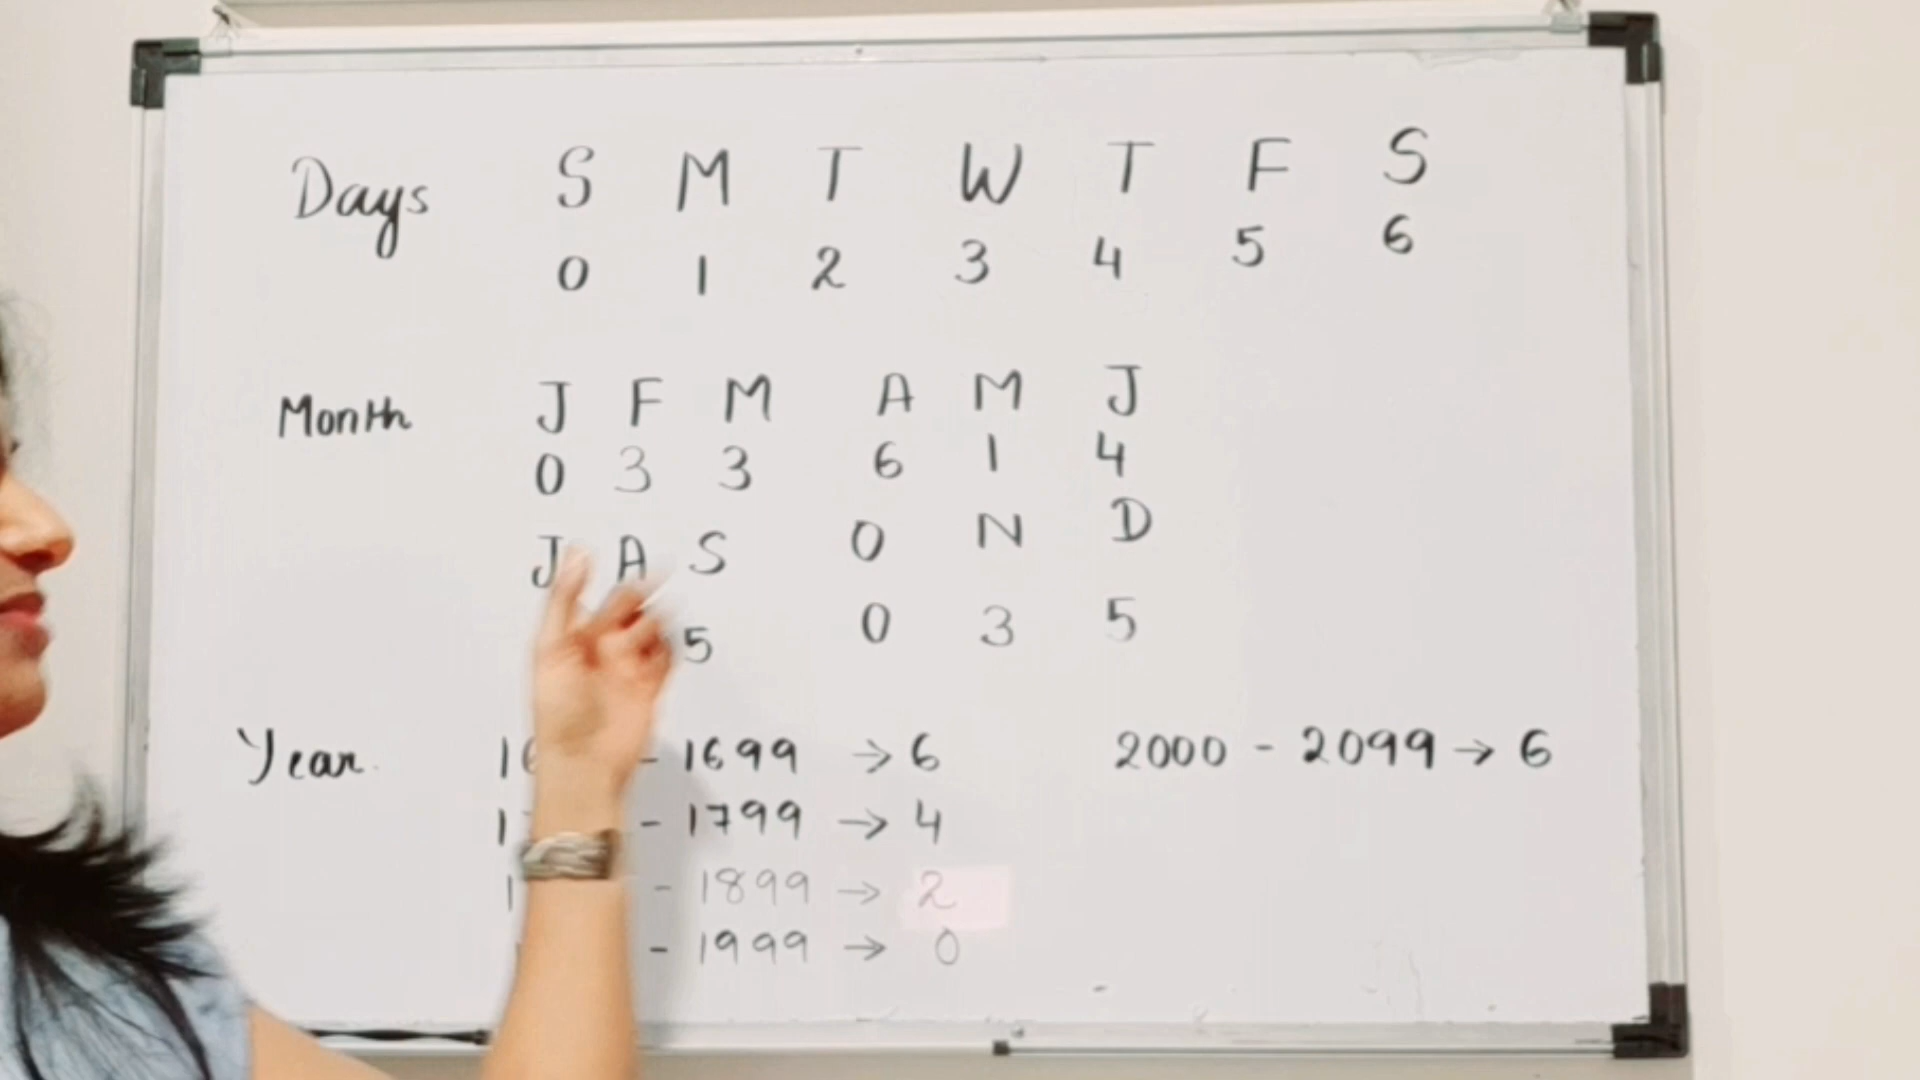 Days S M T W T F S
0 1 2 3 4 5 6
Month J F M A M J
0 3 3 6 1 4
J A S O N D
5 0 3 5
Year. - 1699 → 6 2000 - 2099 → 6
- 1799 → 4
- 1899 → 2
- 1999 → 0